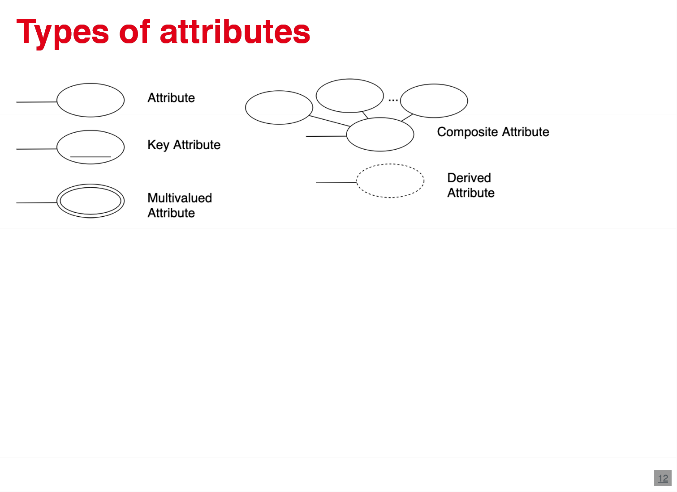 Types of attributes
Attribute
Key Attribute
Multivalued
Attribute
...
Composite Attribute
Derived
Attribute
12